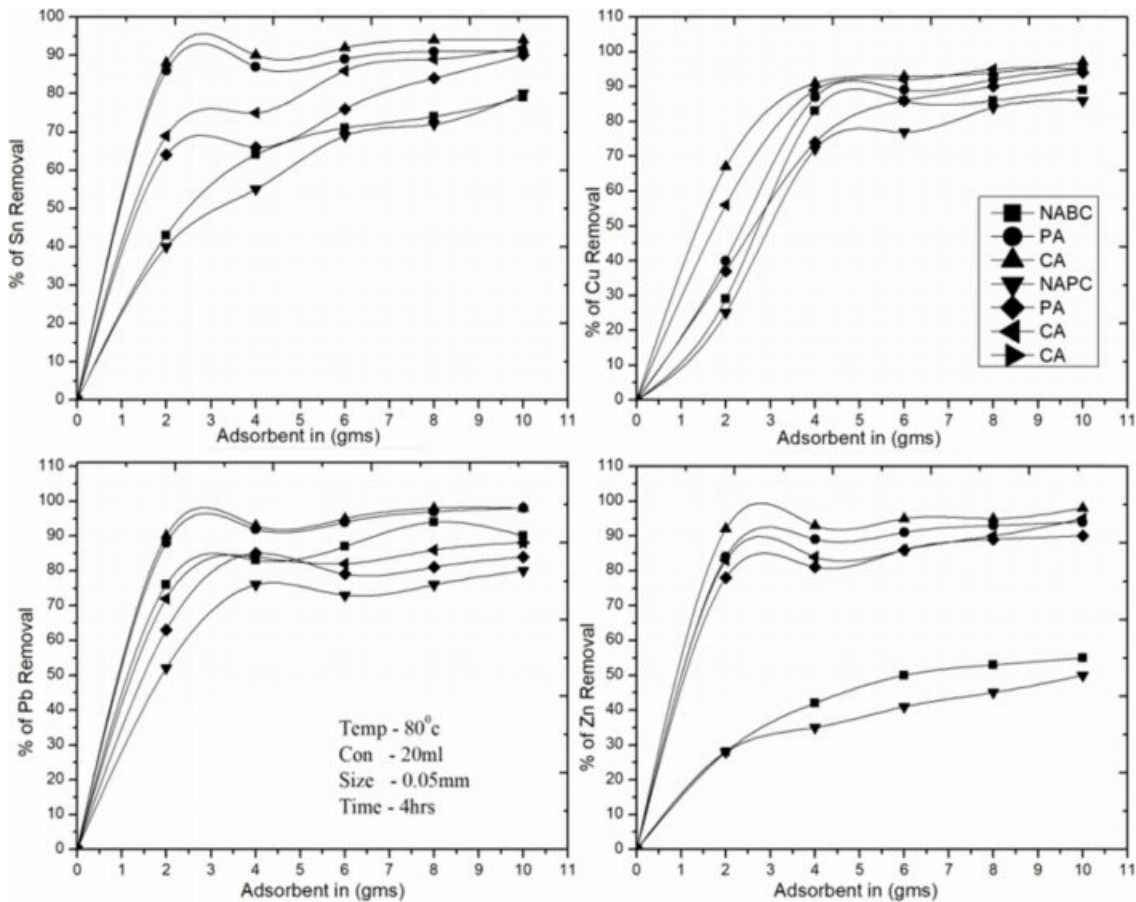 % of Sn Removal
100
90
80
70
60
50
40
30
20
10
0
0 1 2 3 4 5 6 7 8 9 10 11
Adsorbent in (gms)
% of Cu Removal
110
100
90
80
70
60
50
40
30
20
10
0
0 1 2 3 4 5 6 7 8 9 10 11
Adsorbent in (gms)
NABC
PA
CA
NAPC
PA
CA
CA
% of Pb Removal
110
100
90
80
70
60
50
40
30
20
10
0
0 1 2 3 4 5 6 7 8 9 10 11
Adsorbent in (gms)
Temp - 80⁰c
Con - 20ml
Size - 0.05mm
Time - 4hrs
% of Zn Removal
110
100
90
80
70
60
50
40
30
20
10
0
0 1 2 3 4 5 6 7 8 9 10 11
Adsorbent in (gms)